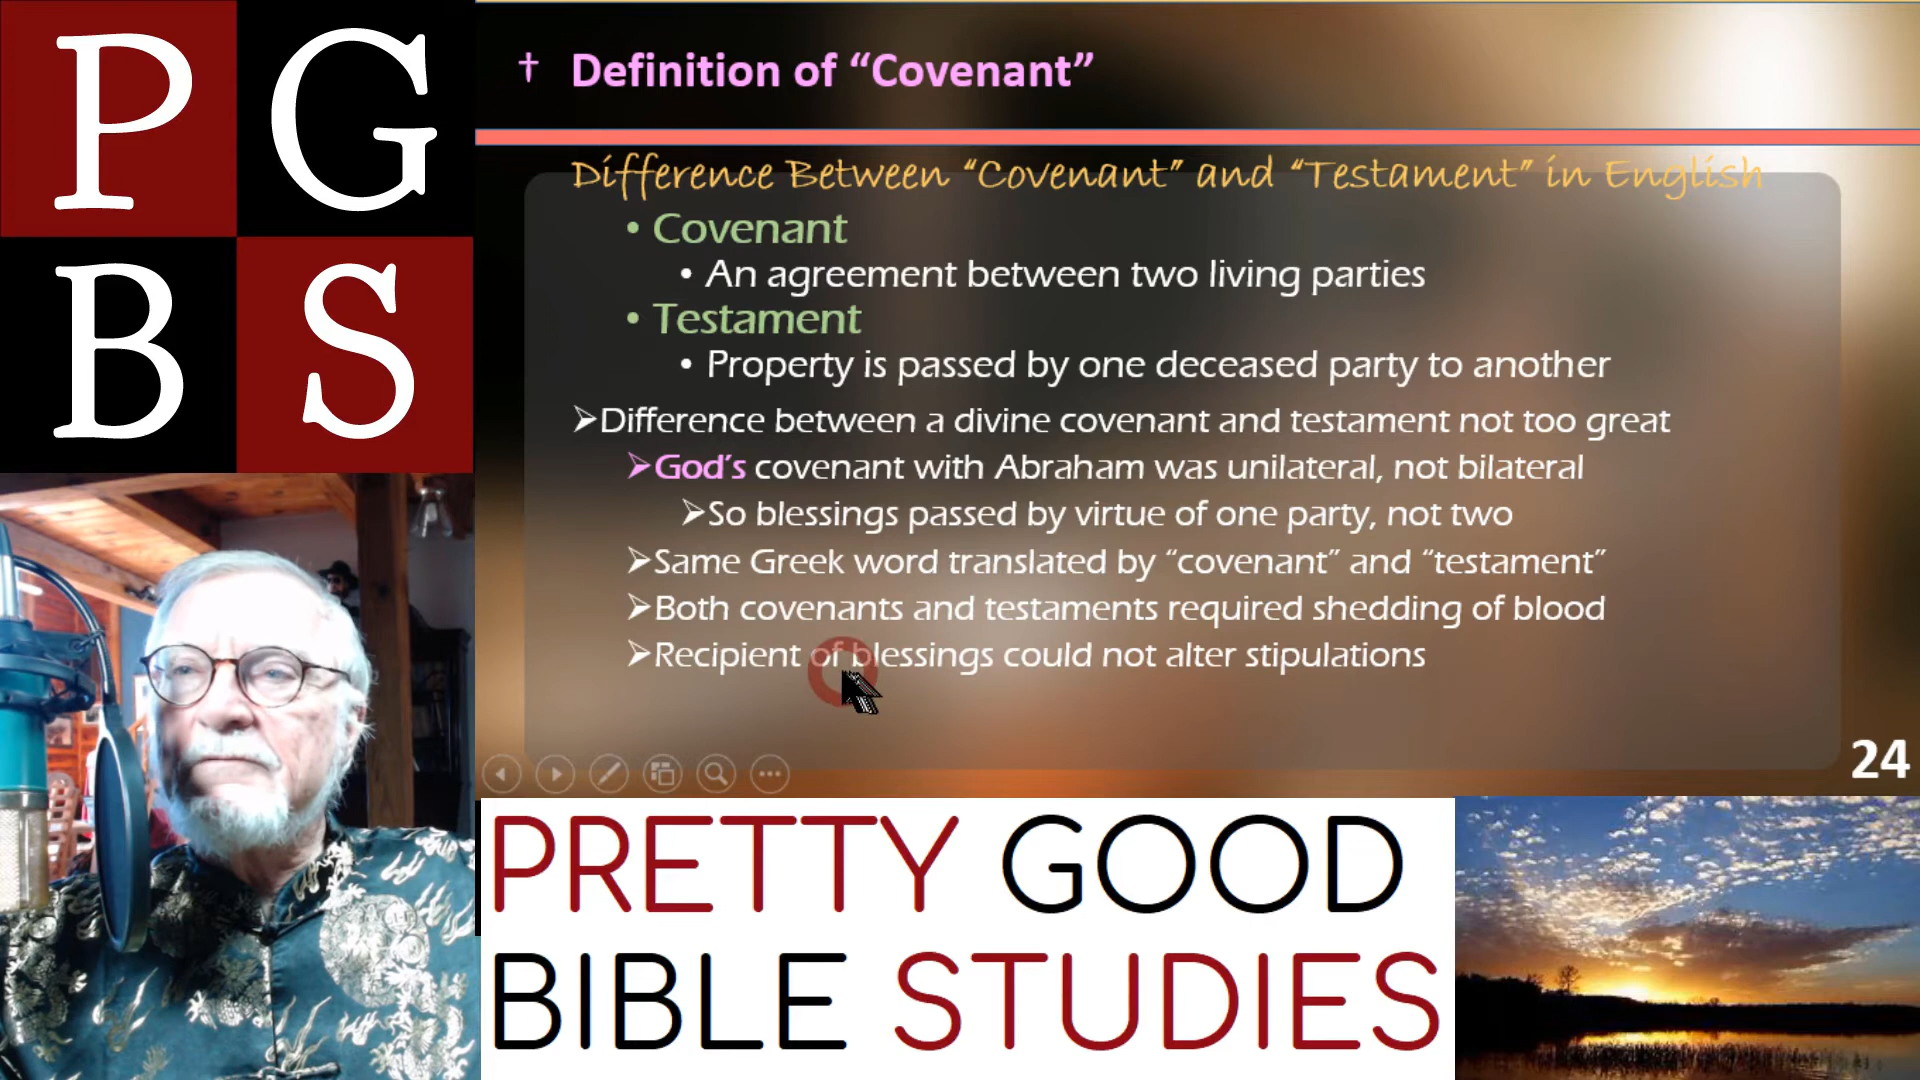 P G
B S
† Definition of “Covenant”
Difference Between “Covenant” and “Testament” in English
• Covenant
• An agreement between two living parties
• Testament
• Property is passed by one deceased party to another
➢Difference between a divine covenant and testament not too great
➢God’s covenant with Abraham was unilateral, not bilateral
➢So blessings passed by virtue of one party, not two
➢Same Greek word translated by “covenant” and “testament”
➢Both covenants and testaments required shedding of blood
➢Recipient of blessings could not alter stipulations
24
PRETTY GOOD
BIBLE STUDIES